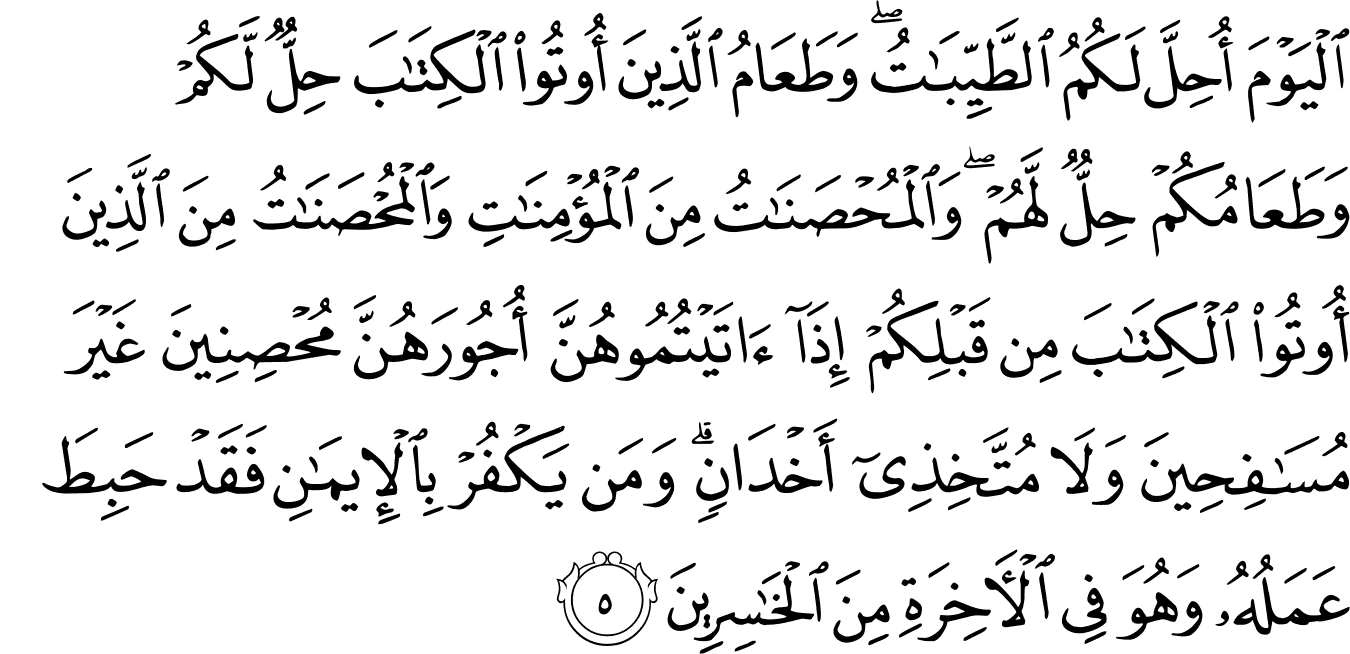 ٱلْيَوْمَ أُحِلَّ لَكُمُ ٱلطَّيِّبَـٰتُ ۖ وَطَعَامُ ٱلَّذِينَ أُوتُوا۟ ٱلْكِتَـٰبَ حِلٌّ لَّكُمْ
وَطَعَامُكُمْ حِلٌّ لَّهُمْ ۖ وَٱلْمُحْصَنَـٰتُ مِنَ ٱلْمُؤْمِنَـٰتِ وَٱلْمُحْصَنَـٰتُ مِنَ ٱلَّذِينَ
أُوتُوا۟ ٱلْكِتَـٰبَ مِن قَبْلِكُمْ إِذَآ ءَاتَيْتُمُوهُنَّ أُجُورَهُنَّ مُحْصِنِينَ غَيْرَ
مُسَـٰفِحِينَ وَلَا مُتَّخِذِىٓ أَخْدَانٍ ۗ وَمَن يَكْفُرْ بِٱلْإِيمَـٰنِ فَقَدْ حَبِطَ
عَمَلُهُۥ وَهُوَ فِى ٱلْـَٔاخِرَةِ مِنَ ٱلْخَـٰسِرِينَ ٥